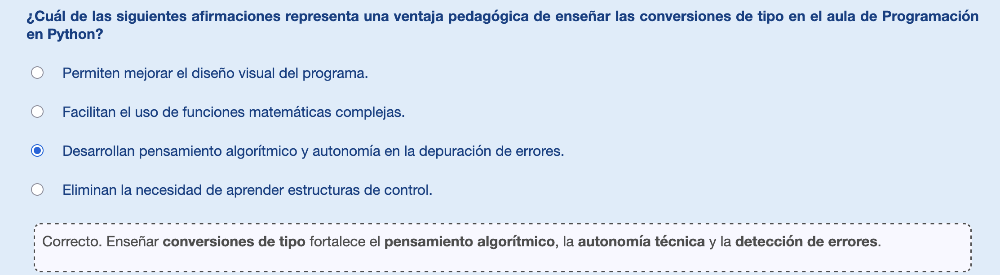 ¿Cuál de las siguientes afirmaciones representa una ventaja pedagógica de enseñar las conversiones de tipo en el aula de Programación
en Python?
Permiten mejorar el diseño visual del programa.
Facilitan el uso de funciones matemáticas complejas.
Desarrollan pensamiento algorítmico y autonomía en la depuración de errores.
Eliminan la necesidad de aprender estructuras de control.
Correcto. Enseñar conversiones de tipo fortalece el pensamiento algorítmico, la autonomía técnica y la detección de errores.